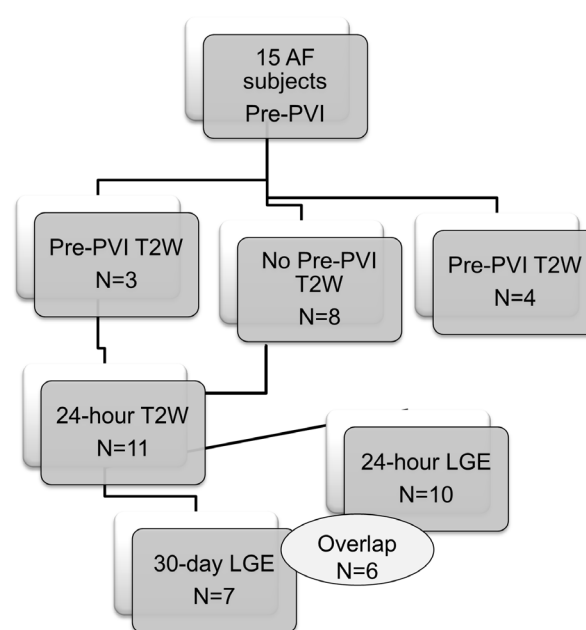 15 AF
subjects
Pre-PVI
Pre-PVI T2W
N=3
No Pre-PVI
T2W
N=8
Pre-PVI T2W
N=4
24-hour T2W
N=11
24-hour LGE
N=10
Overlap
N=6
30-day LGE
N=7